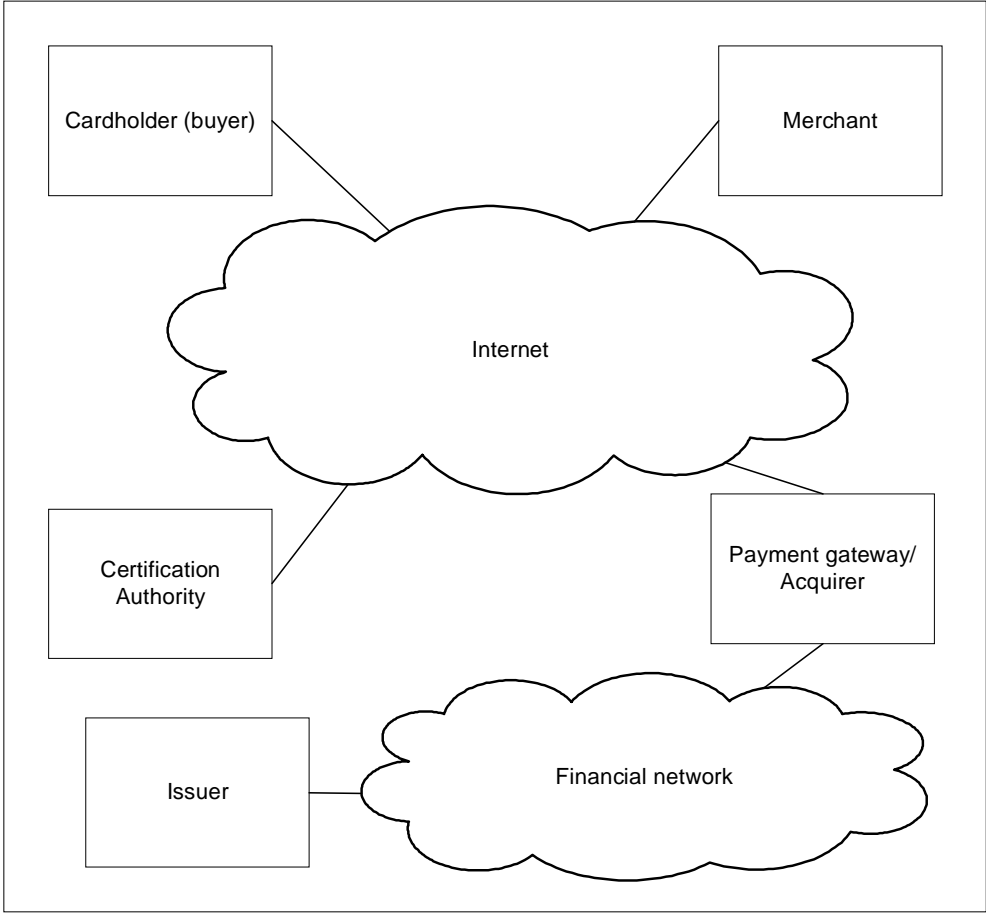 Cardholder (buyer)
Merchant
Internet
Certification
Authority
Payment gateway/
Acquirer
Issuer
Financial network